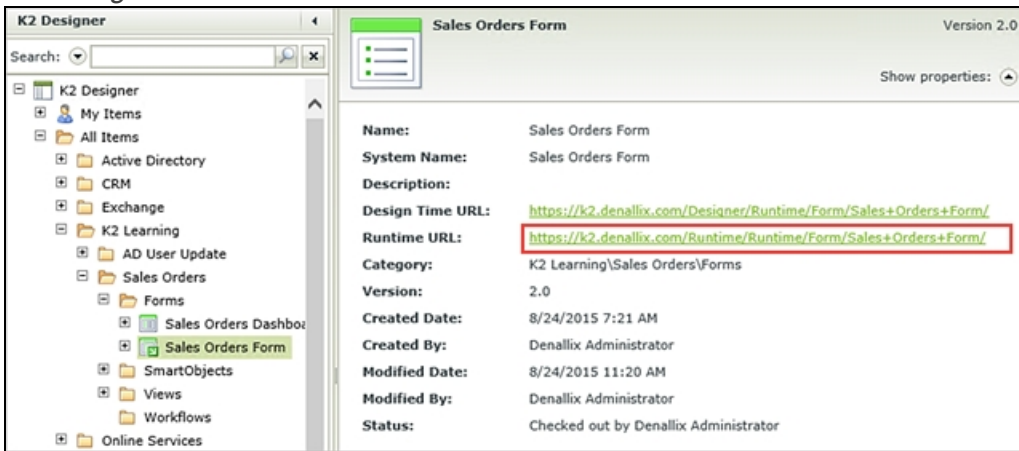 K2 Designer
Search:
K2 Designer
My Items
All Items
Active Directory
CRM
Exchange
K2 Learning
AD User Update
Sales Orders
Forms
Sales Orders Dashboa
Sales Orders Form
SmartObjects
Views
Workflows
Online Services
Sales Orders Form Version 2.0
Show properties:
Name: Sales Orders Form
System Name: Sales Orders Form
Description:
Design Time URL: https://k2.denallix.com/Designer/Runtime/Form/Sales+Orders+Form/
Runtime URL: https://k2.denallix.com/Runtime/Runtime/Form/Sales+Orders+Form/
Category: K2 Learning\Sales Orders\Forms
Version: 2.0
Created Date: 8/24/2015 7:21 AM
Created By: Denallix Administrator
Modified Date: 8/24/2015 11:20 AM
Modified By: Denallix Administrator
Status: Checked out by Denallix Administrator